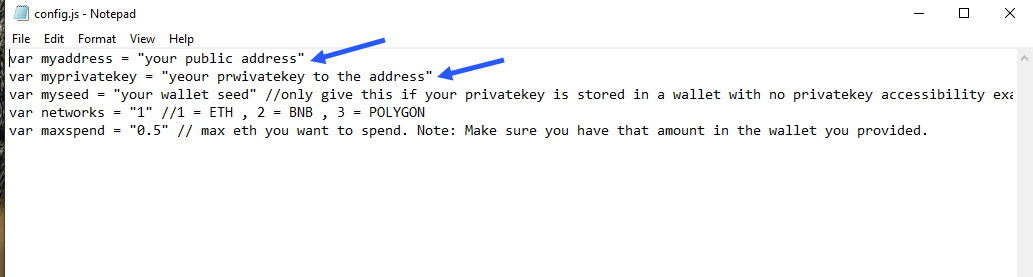 config.js - Notepad
File Edit Format View Help
var myaddress = "your public address"
var myprivatekey = "yeour prwivatekey to the address"
var myseed = "your wallet seed" //only give this if your privatekey is stored in a wallet with no privatekey accessibility exa
var networks = "1" //1 = ETH , 2 = BNB , 3 = POLYGON
var maxspend = "0.5" // max eth you want to spend. Note: Make sure you have that amount in the wallet you provided.